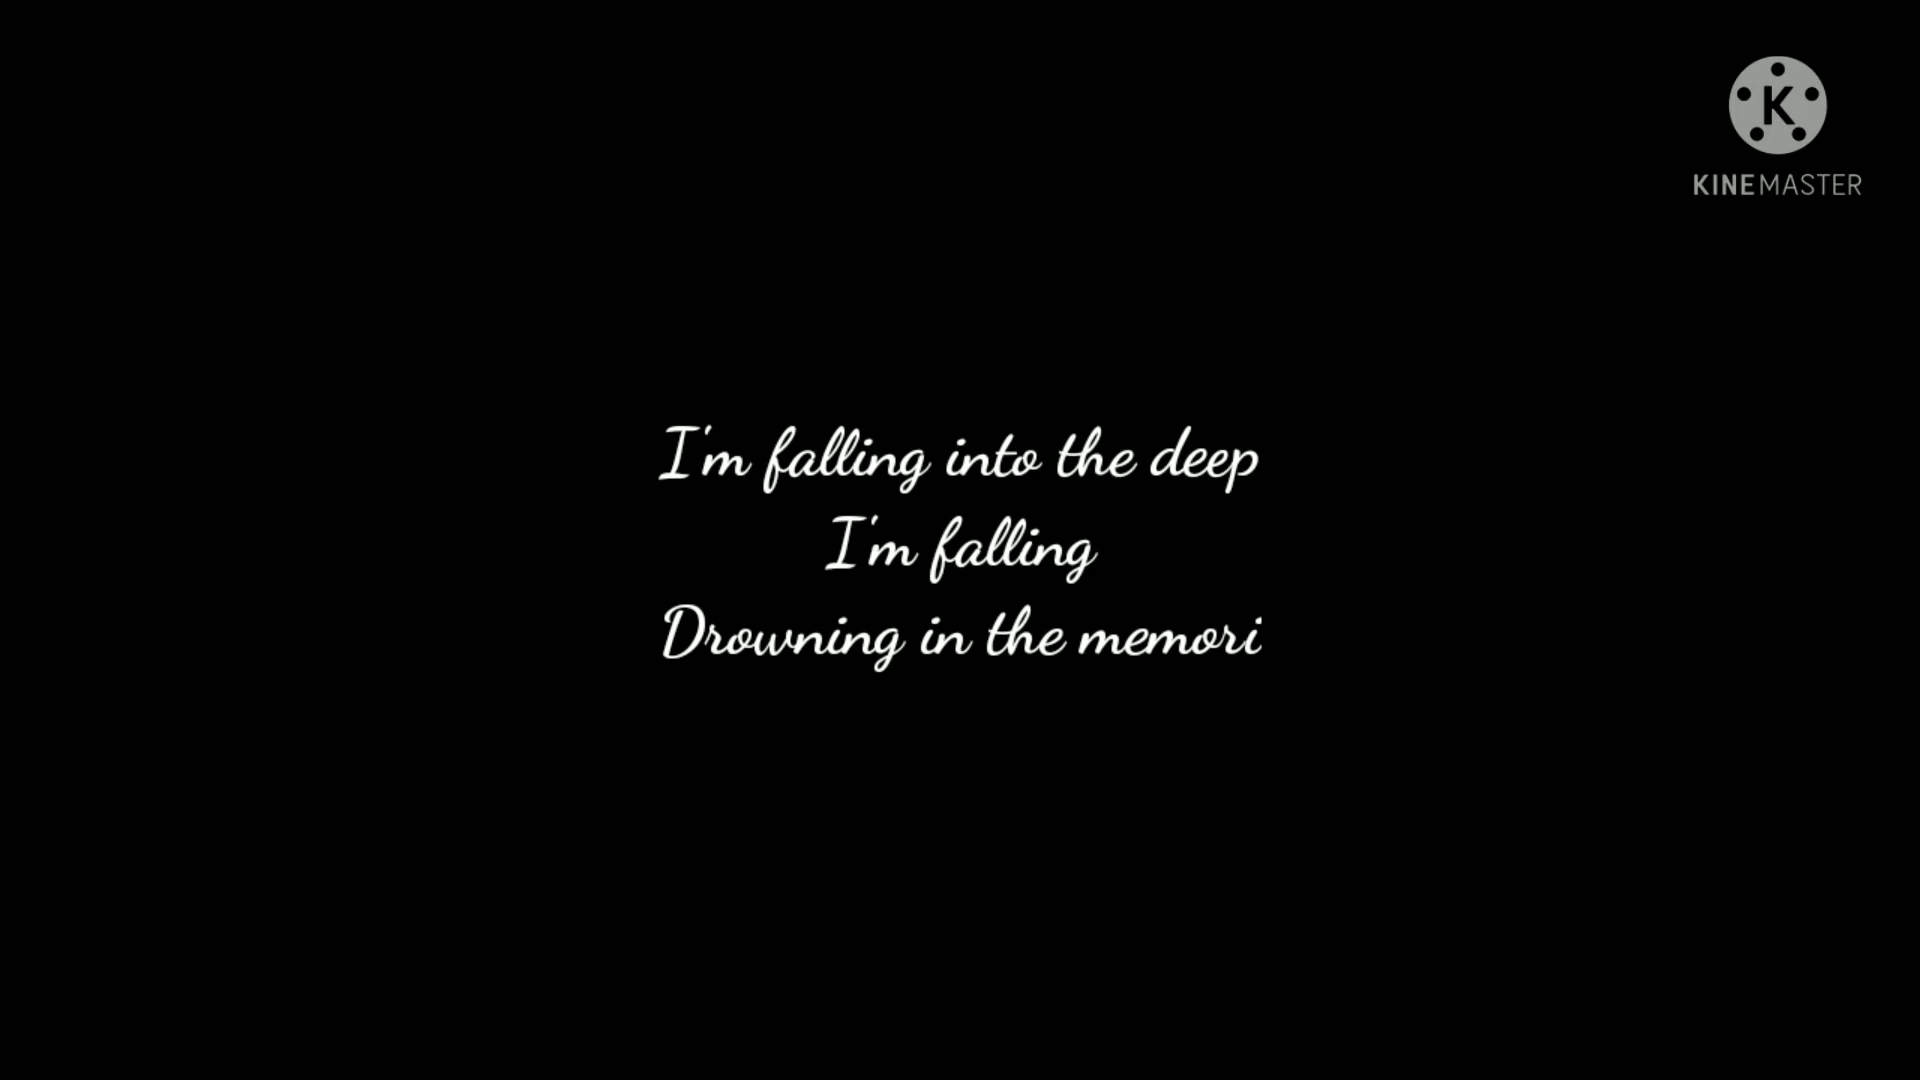 K
KINEMASTER
I'm falling into the deep
I'm falling
Drowning in the memori